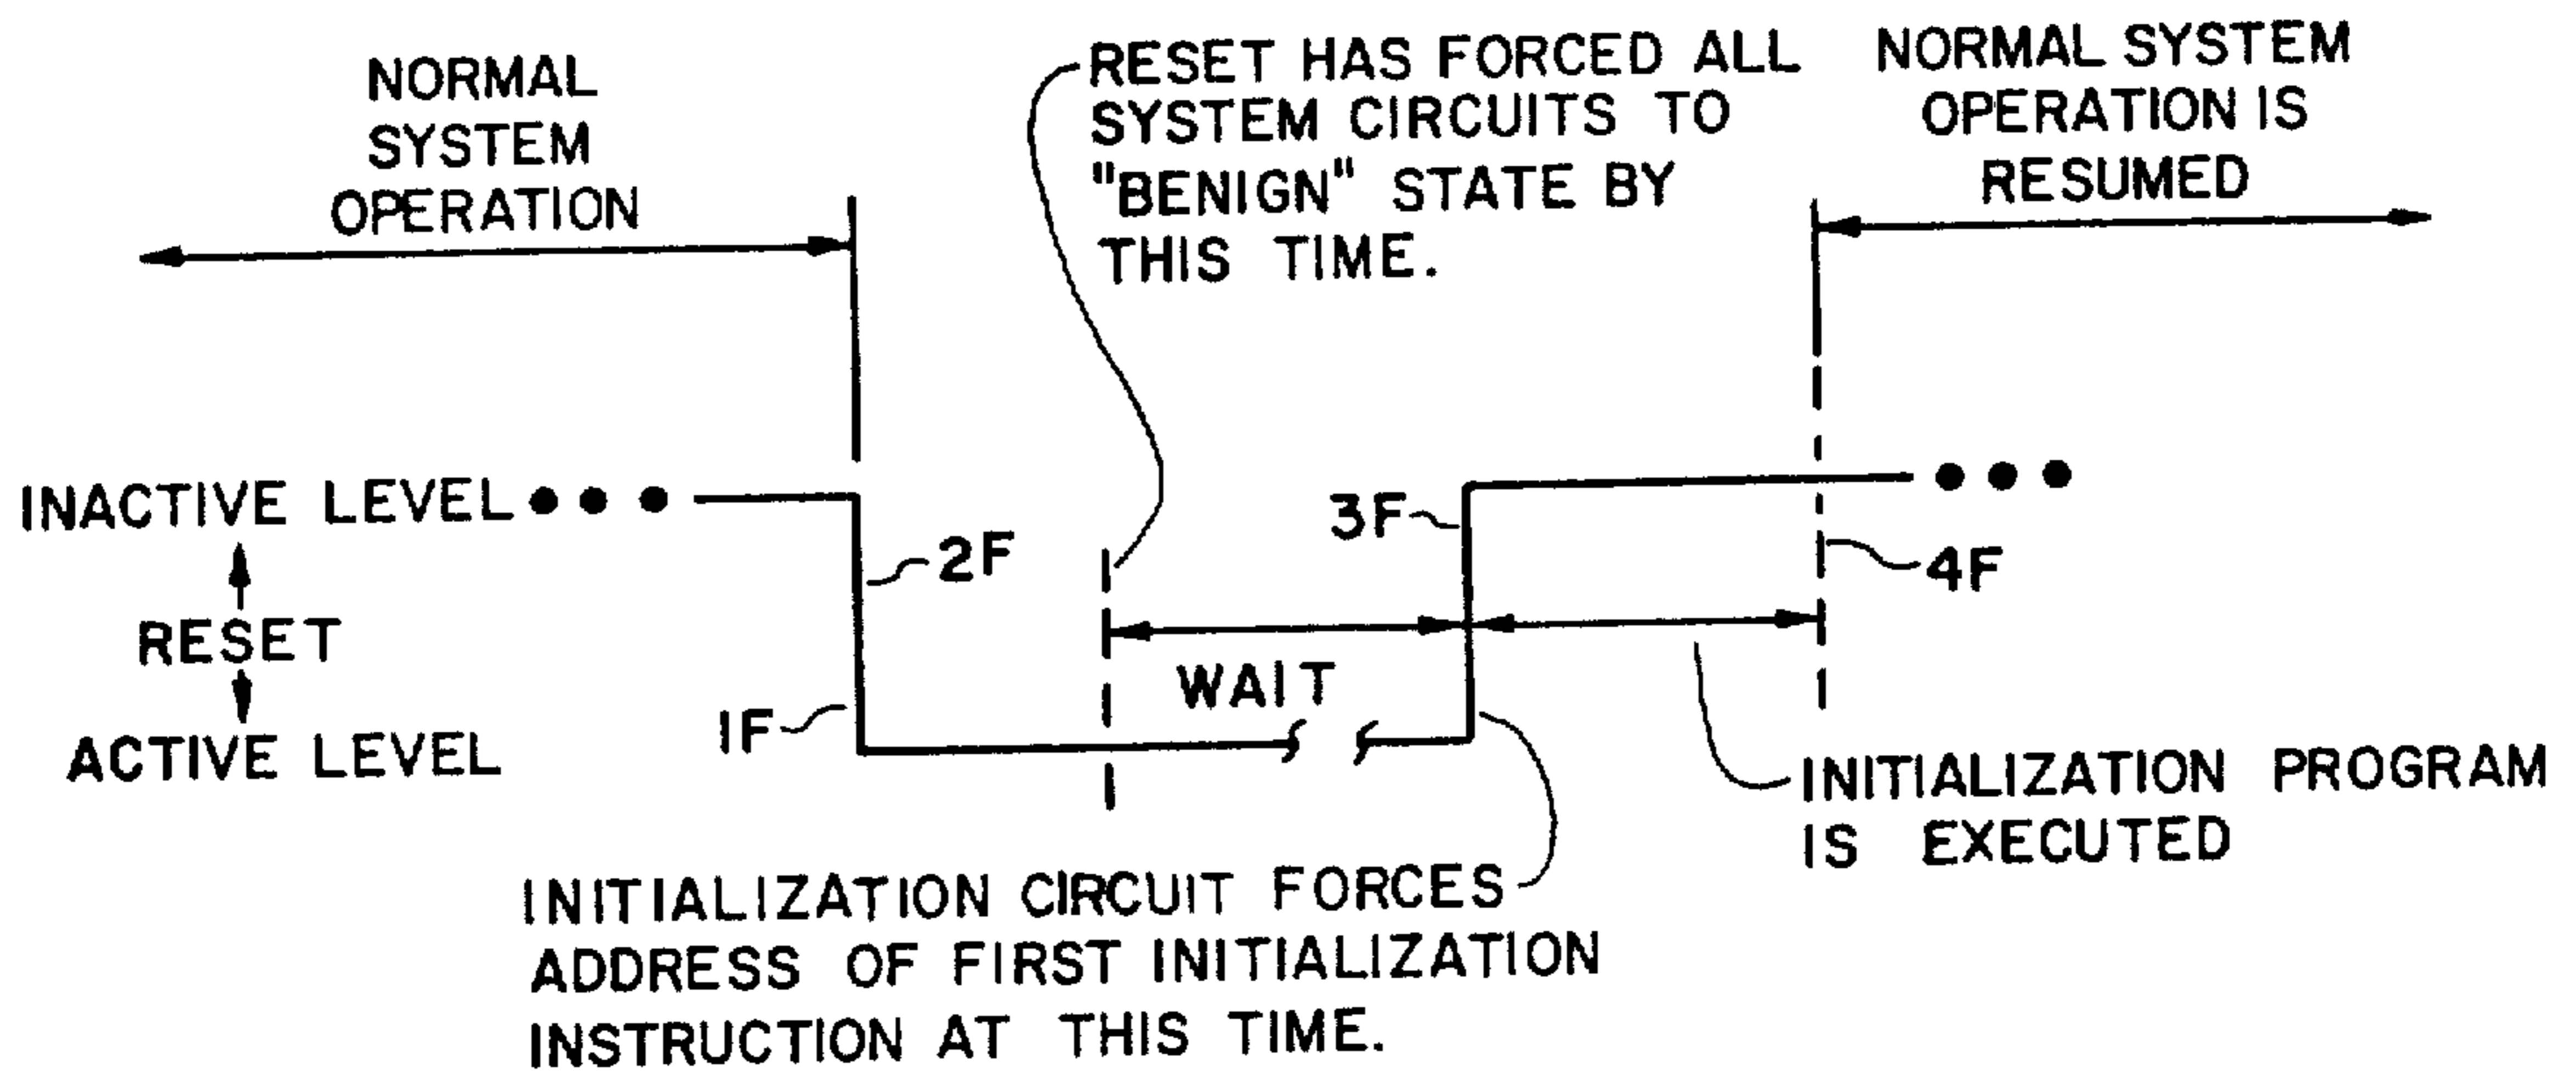 NORMAL
SYSTEM
OPERATION
RESET HAS FORCED ALL
SYSTEM CIRCUITS TO
"BENIGN" STATE BY
THIS TIME.
NORMAL SYSTEM
OPERATION IS
RESUMED
INACTIVE LEVEL
RESET
ACTIVE LEVEL
2F
1F
WAIT
3F
4F
INITIALIZATION PROGRAM
IS EXECUTED
INITIALIZATION CIRCUIT FORCES
ADDRESS OF FIRST INITIALIZATION
INSTRUCTION AT THIS TIME.